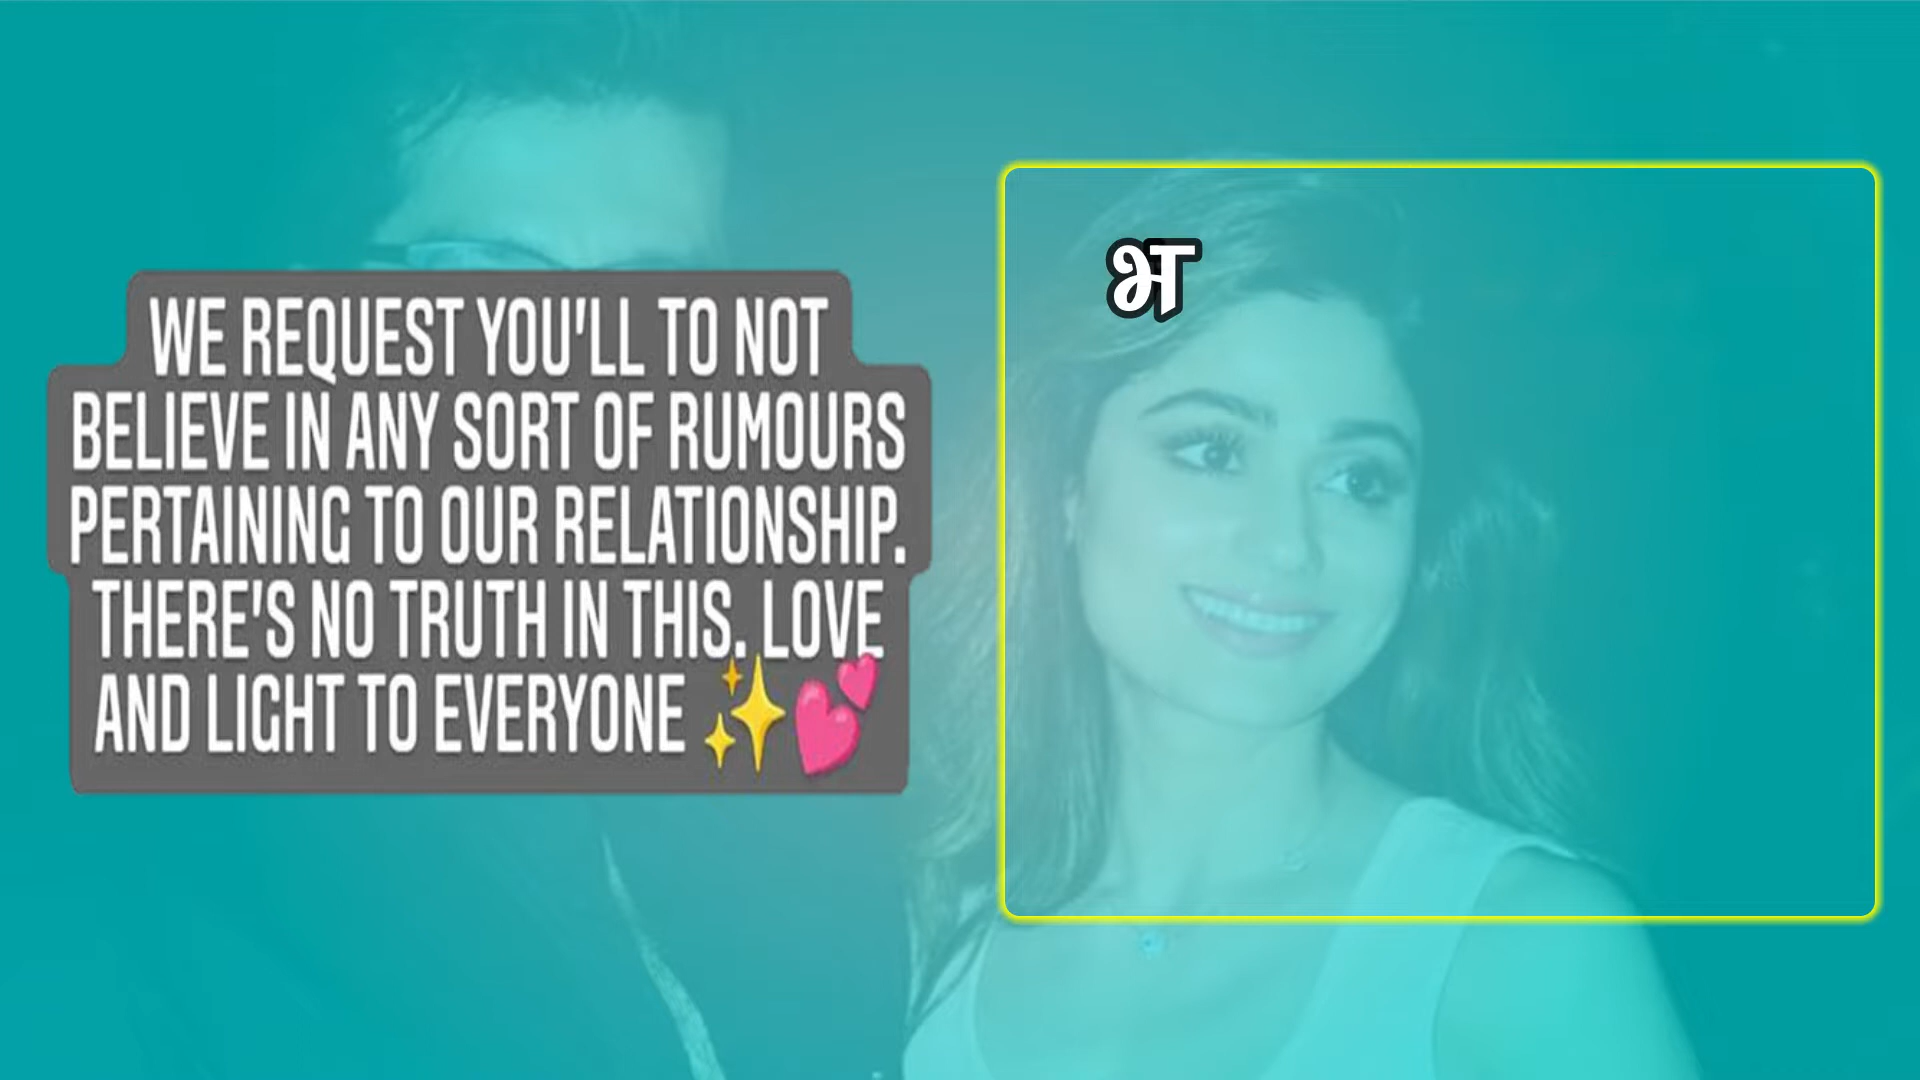 WE REQUEST YOU'LL TO NOT
BELIEVE IN ANY SORT OF RUMOURS
PERTAINING TO OUR RELATIONSHIP.
THERE'S NO TRUTH IN THIS. LOVE
AND LIGHT TO EVERYONE ✨💕
भ